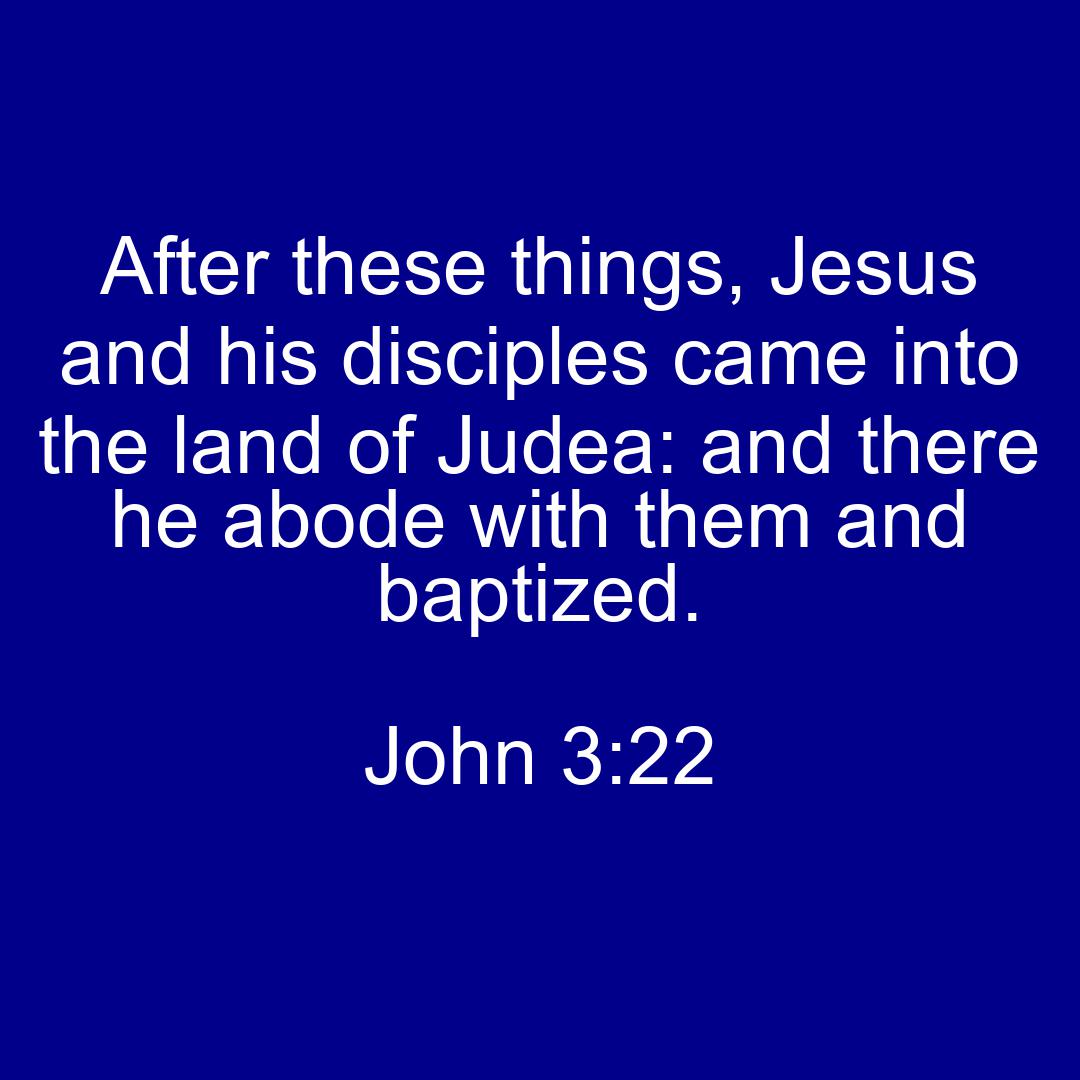 After these things, Jesus
and his disciples came into
the land of Judea: and there
he abode with them and
baptized.
John 3:22